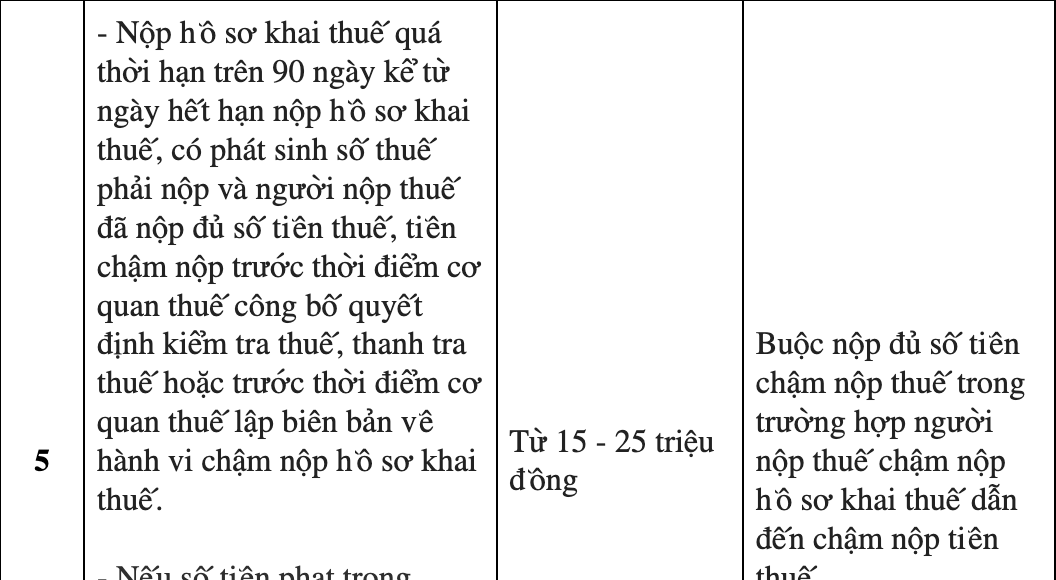 - Nộp hồ sơ khai thuế quá
thời hạn trên 90 ngày kể từ
ngày hết hạn nộp hồ sơ khai
thuế, có phát sinh số thuế
phải nộp và người nộp thuế
đã nộp đủ số tiền thuế, tiền
chậm nộp trước thời điểm cơ
quan thuế công bố quyết
định kiểm tra thuế, thanh tra
thuế hoặc trước thời điểm cơ
quan thuế lập biên bản về
hành vi chậm nộp hồ sơ khai
thuế.
- Nếu số tiền phạt trong
5
Từ 15 - 25 triệu
đồng
Buộc nộp đủ số tiền
chậm nộp thuế trong
trường hợp người
nộp thuế chậm nộp
hồ sơ khai thuế dẫn
đến chậm nộp tiền
thuế